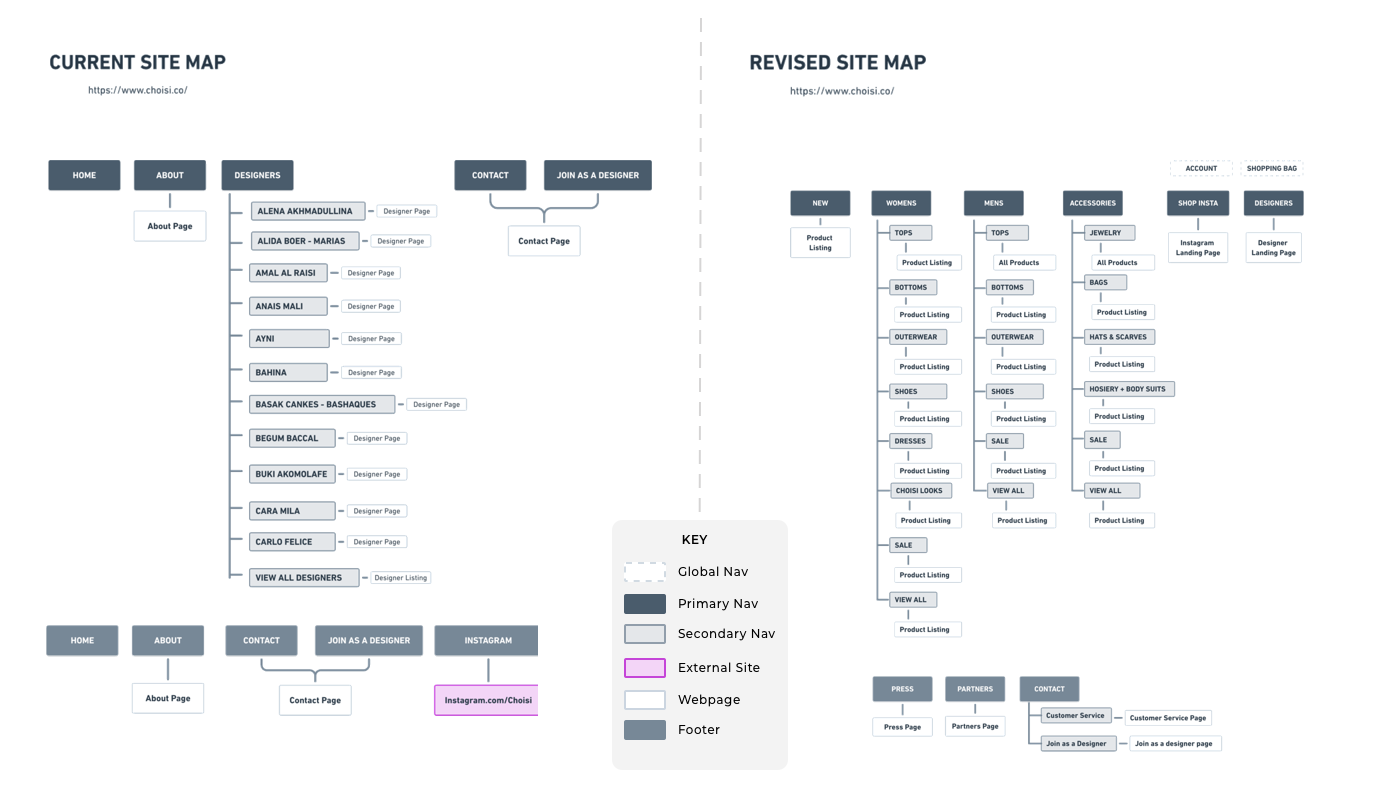 CURRENT SITE MAP
https://www.choisi.co/
HOME
ABOUT
DESIGNERS
CONTACT
JOIN AS A DESIGNER
About Page
Contact Page
ALENA AKHMADULLINA
Designer Page
ALIDA BOER - MARIAS
Designer Page
AMAL AL RAISI
Designer Page
ANAIS MALI
Designer Page
AYNI
Designer Page
BAHINA
Designer Page
BASAK CANKES - BASHAQUES
Designer Page
BEGUM BACCAL
Designer Page
BUKI AKOMOLAFE
Designer Page
CARA MILA
Designer Page
CARLO FELICE
Designer Page
VIEW ALL DESIGNERS
Designer Listing
HOME
ABOUT
CONTACT
JOIN AS A DESIGNER
INSTAGRAM
About Page
Contact Page
Instagram.com/Choisi
KEY
Global Nav
Primary Nav
Secondary Nav
External Site
Webpage
Footer
REVISED SITE MAP
https://www.choisi.co/
ACCOUNT
SHOPPING BAG
NEW
WOMENS
MENS
ACCESSORIES
SHOP INSTA
DESIGNERS
Product
Listing
TOPS
Product Listing
BOTTOMS
Product Listing
OUTERWEAR
Product Listing
SHOES
Product Listing
DRESSES
Product Listing
CHOISI LOOKS
Product Listing
SALE
Product Listing
VIEW ALL
Product Listing
TOPS
All Products
BOTTOMS
Product Listing
OUTERWEAR
Product Listing
SHOES
Product Listing
SALE
Product Listing
VIEW ALL
Product Listing
JEWELRY
All Products
BAGS
Product Listing
HATS & SCARVES
Product Listing
HOSIERY + BODY SUITS
Product Listing
SALE
Product Listing
VIEW ALL
Product Listing
Instagram
Landing Page
Designer
Landing Page
PRESS
PARTNERS
CONTACT
Press Page
Partners Page
Customer Service
Customer Service Page
Join as a Designer
Join as a designer page